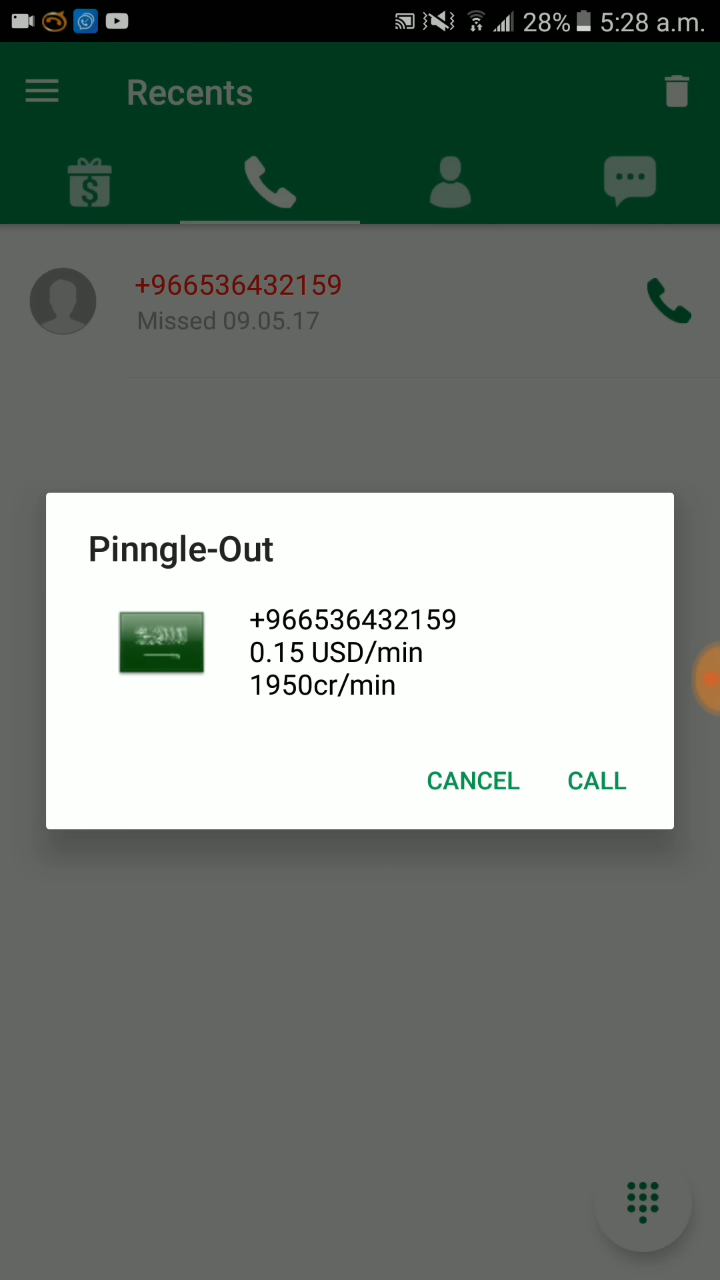 28% 5:28 a.m.
Recents
+966536432159
Missed 09.05.17
Pinngle-Out
+966536432159
0.15 USD/min
1950cr/min
CANCEL CALL